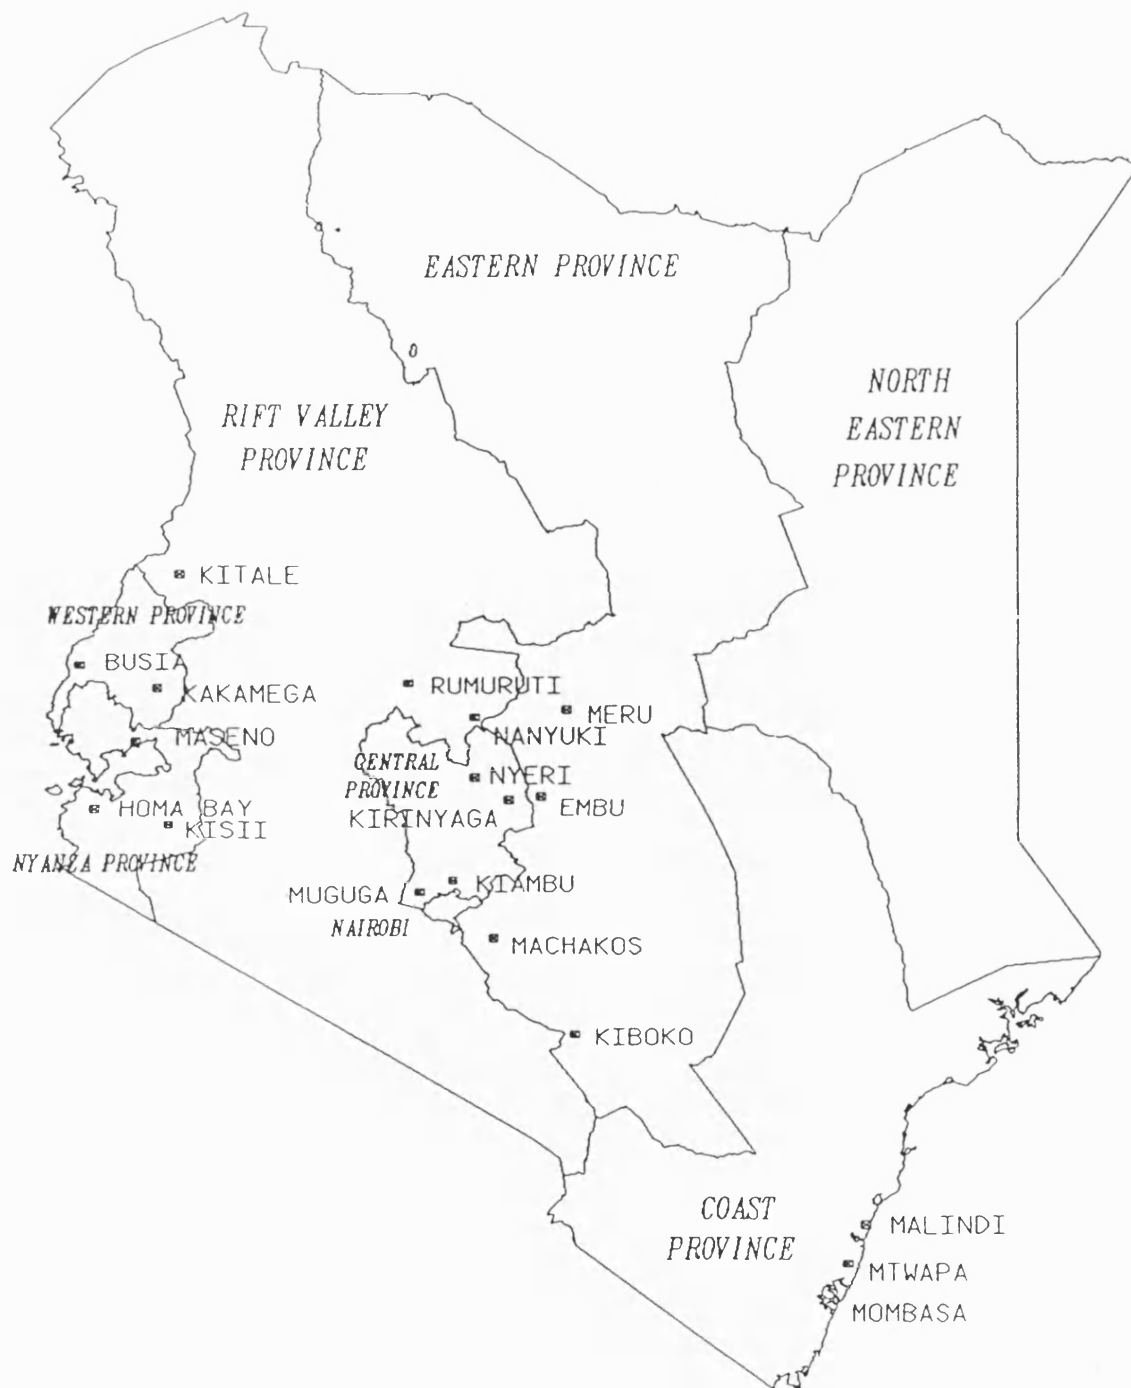 EASTERN PROVINCE
NORTH
EASTERN
PROVINCE
RIFT VALLEY
PROVINCE
KITALE
WESTERN PROVINCE
BUSIA
KAKAMEGA
RUMURUTI
MERU
NANYUKI
MASENO
CENTRAL
PROVINCE
NYERI
HOMA BAY
KIRINYAGA
EMBU
KISII
NYANZA PROVINCE
MUGUGA
KIAMBU
NAIROBI
MACHAKOS
KIBOKO
COAST
PROVINCE
MALINDI
MTWAPA
MOMBASA